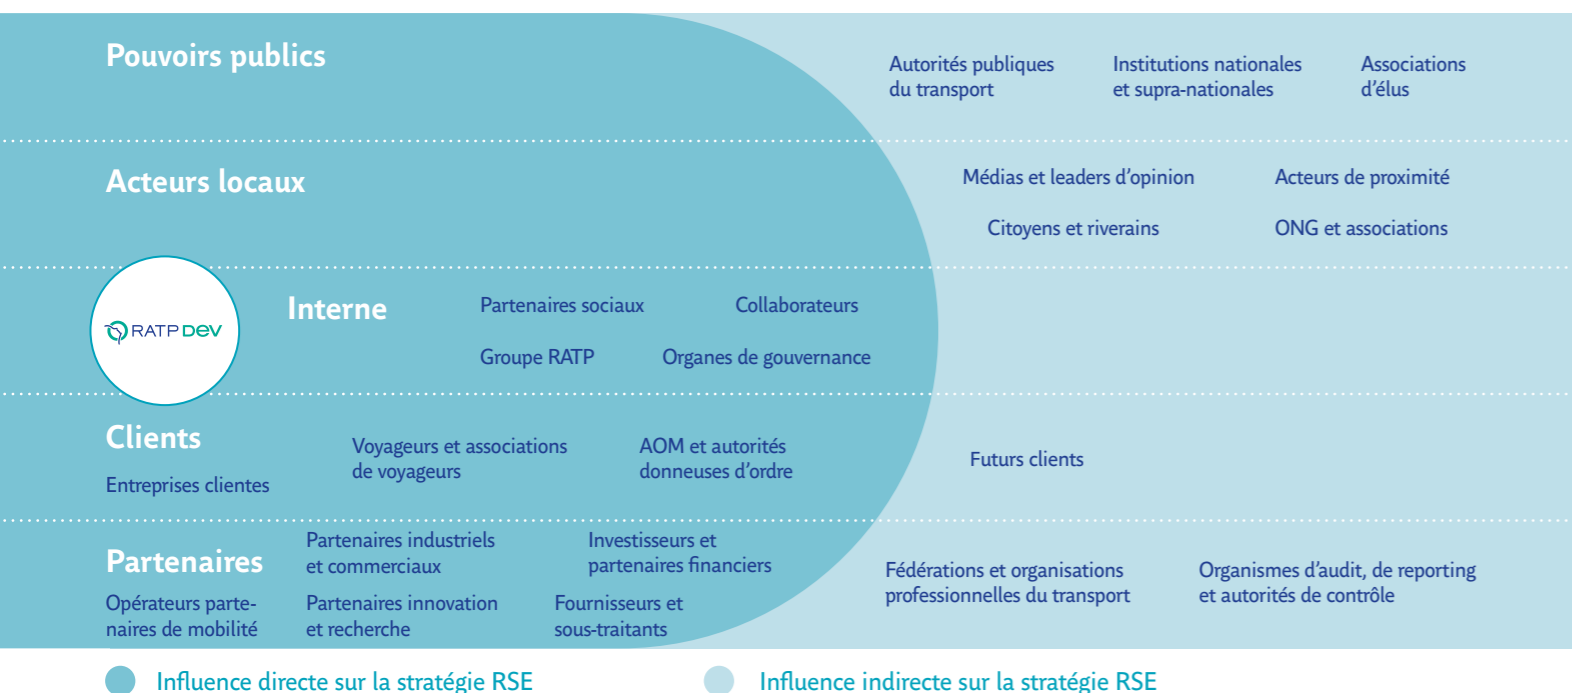 Pouvoirs publics
Autorités publiques
du transport
Institutions nationales
et supra-nationales
Associations
d'élus
Acteurs locaux
Médias et leaders d'opinion
Acteurs de proximité
Citoyens et riverains
ONG et associations
RATP DEV
Interne
Partenaires sociaux
Collaborateurs
Groupe RATP
Organes de gouvernance
Clients
Entreprises clientes
Voyageurs et associations
de voyageurs
AOM et autorités
donneuses d'ordre
Futurs clients
Partenaires
Opérateurs parte-
naires de mobilité
Partenaires industriels
et commerciaux
Partenaires innovation
et recherche
Investisseurs et
partenaires financiers
Fournisseurs et
sous-traitants
Fédérations et organisations
professionnelles du transport
Organismes d'audit, de reporting
et autorités de contrôle
Influence directe sur la stratégie RSE
Influence indirecte sur la stratégie RSE